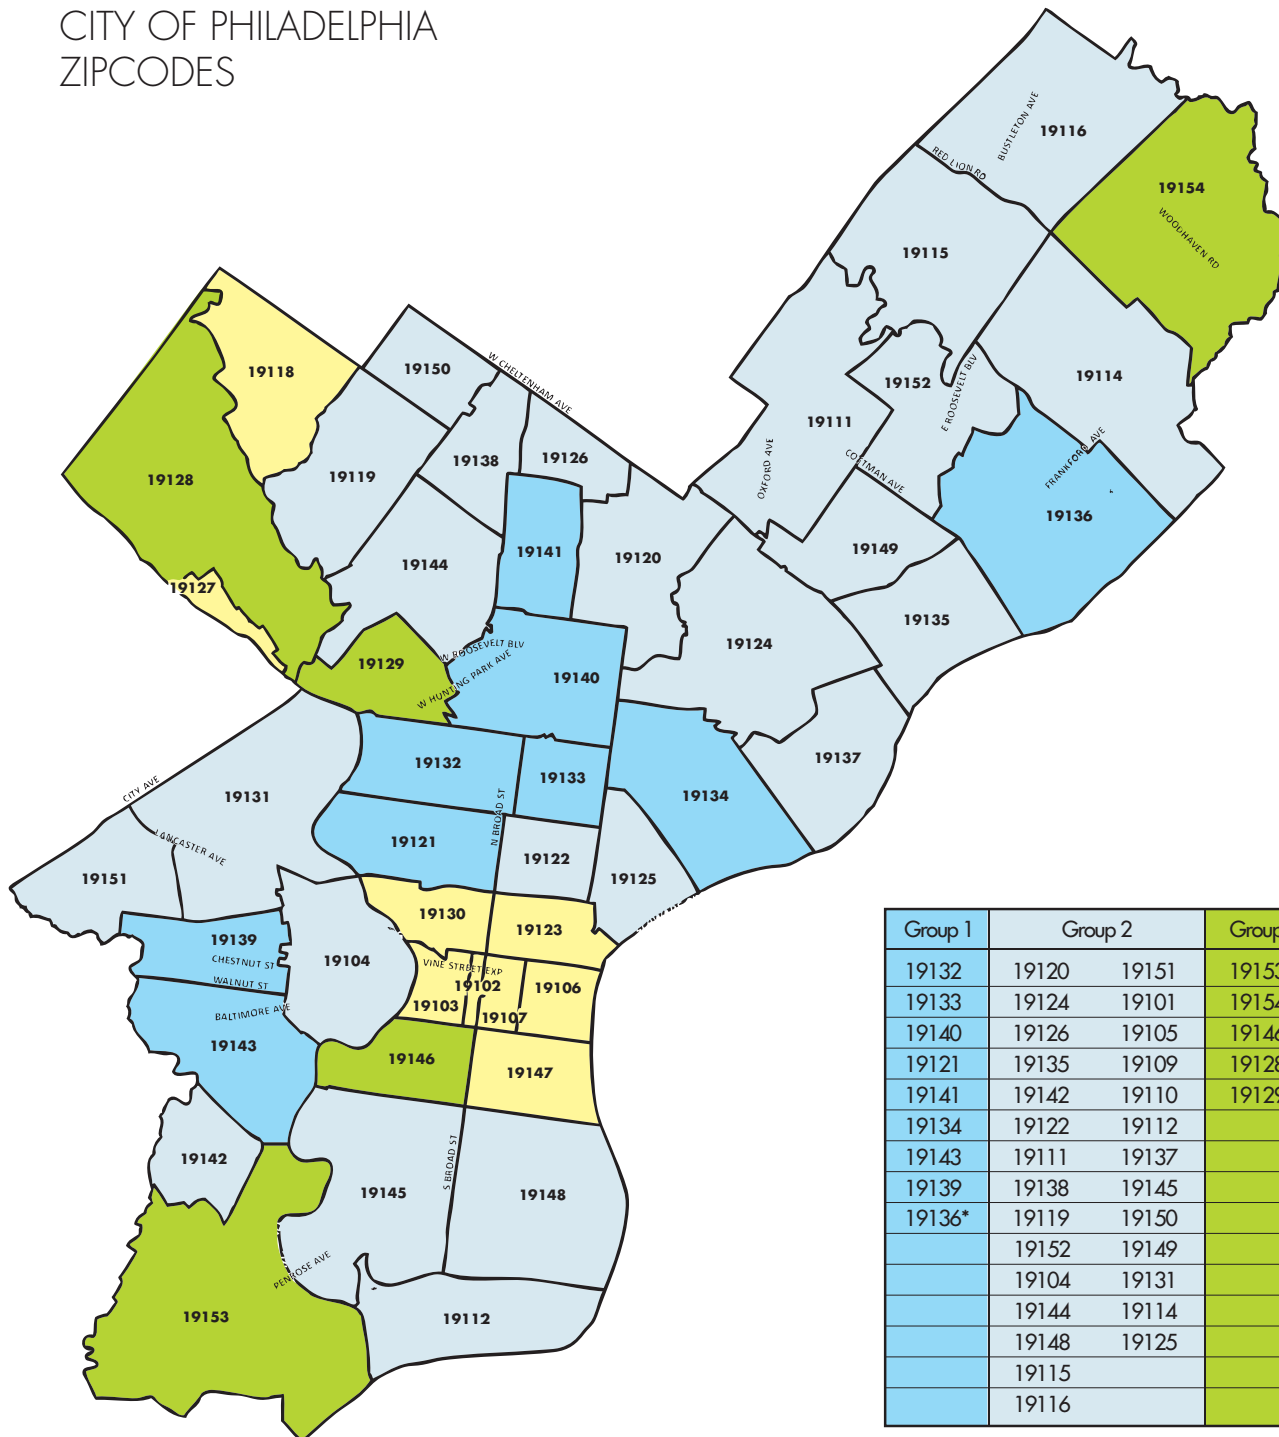 CITY OF PHILADELPHIA
ZIPCODES
19116
BUSTLETON AVE
RED LION RD
19154
WOODHAVEN RD
19115
19118
19150
W CHELTENHAM AVE
19152
E ROOSEVELT BLV
19114
19111
OXFORD AVE
COTTMAN AVE
FRANKFORD AVE
19128
19119
19138
19126
19136
19141
19149
19144
19120
19127
19135
19124
W ROOSEVELT BLV
19129
W HUNTING PARK AVE
19140
19137
19132
19133
CITY AVE
19131
19134
N BROAD ST
LANCASTER AVE
19121
19122
19151
19125
19130
19123
19139
CHESTNUT ST
19104
VINE STREET EXP
WALNUT ST
19102
19106
19103
BALTIMORE AVE
19107
19143
19146
19147
19142
S BROAD ST
19145
19148
PENROSE AVE
19153
19112
Group 1 Group 2 Group
19132 19120 19151 19153
19133 19124 19101 19154
19140 19126 19105 19146
19121 19135 19109 19128
19141 19142 19110 19129
19134 19122 19112
19143 19111 19137
19139 19138 19145
19136* 19119 19150
19152 19149
19104 19131
19144 19114
19148 19125
19115
19116